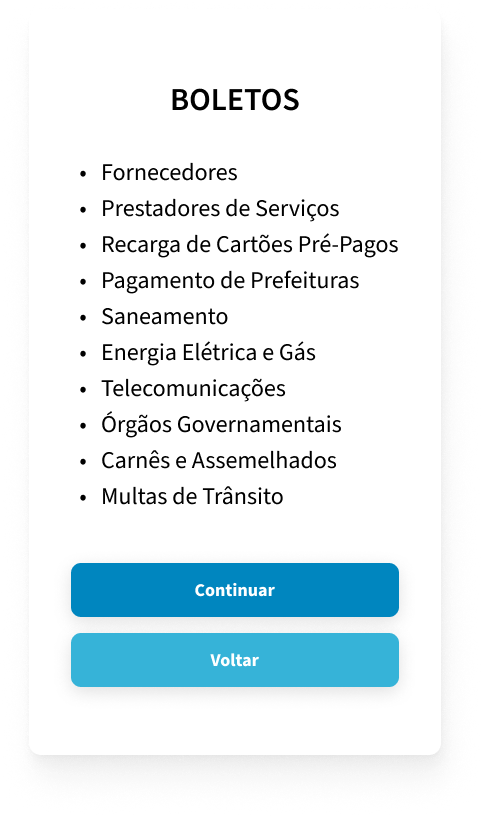 BOLETOS
• Fornecedores
• Prestadores de Serviços
• Recarga de Cartões Pré-Pagos
• Pagamento de Prefeituras
• Saneamento
• Energia Elétrica e Gás
• Telecomunicações
• Órgãos Governamentais
• Carnês e Assemelhados
• Multas de Trânsito
Continuar
Voltar